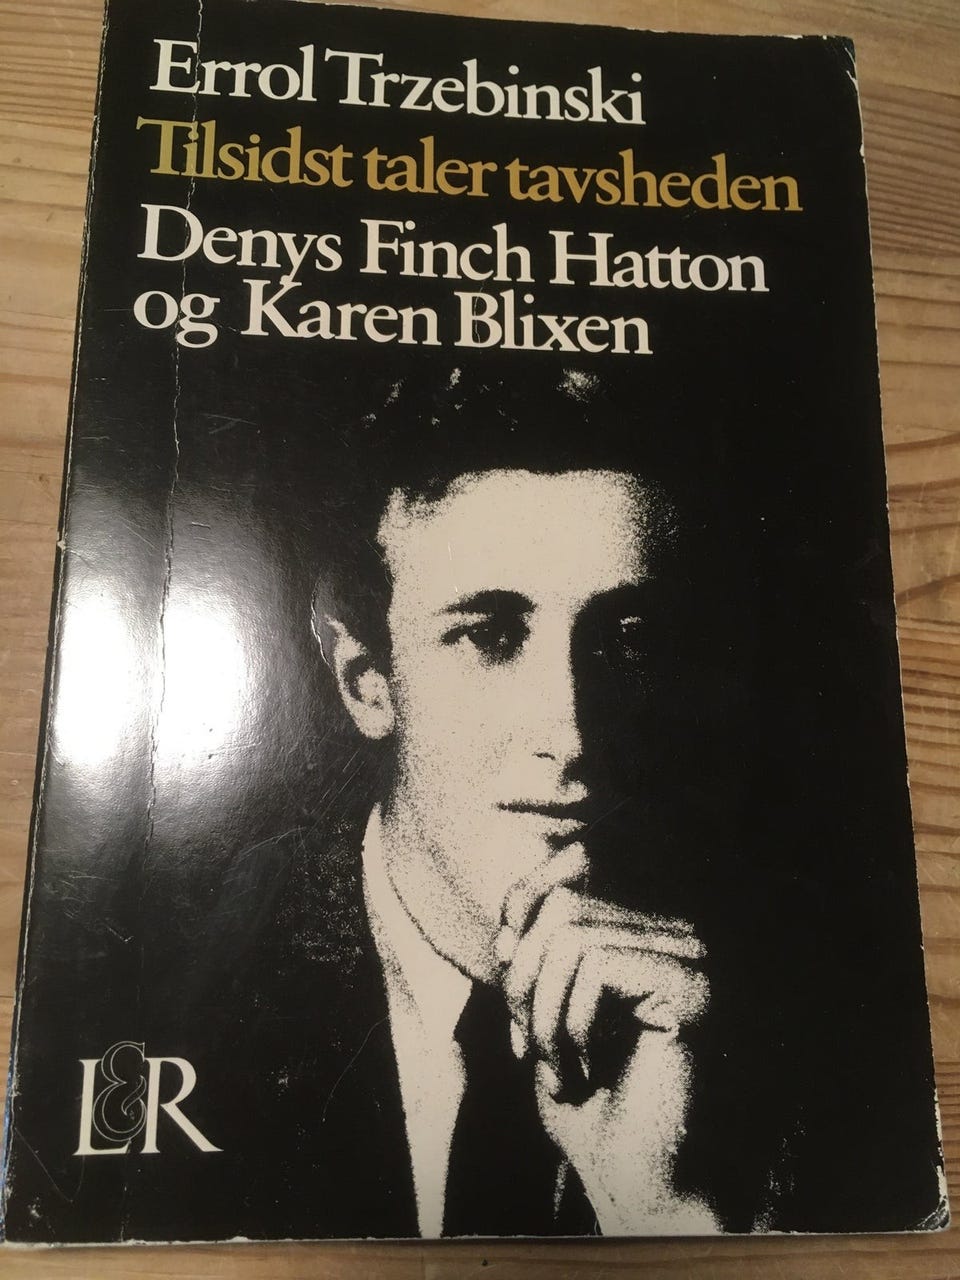 Errol Trzebinski
Tilsidst taler tavsheden
Denys Finch Hatton
og Karen Blixen
L&R